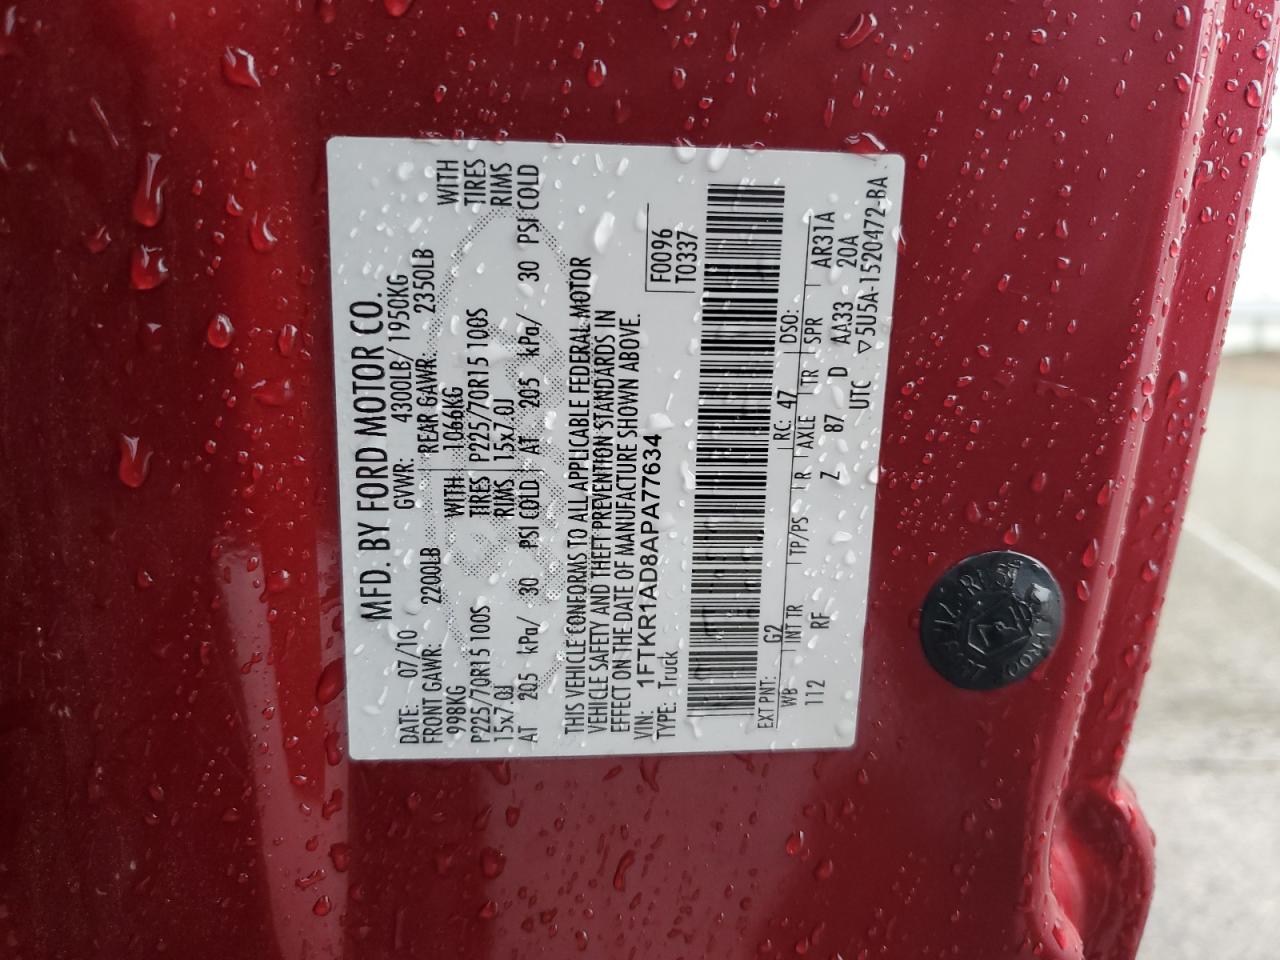 MFD. BY FORD MOTOR CO.
DATE: 07/10 GVWR: 4300LB/ 1950KG
FRONT GAWR: 2200LB REAR GAWR: 2350LB
998KG WITH 1066KG WITH
P225/70R15 100S TIRES P225/70R15 100S TIRES
15x7.0J RIMS 15x7.0J RIMS
AT 205 kPa/ 30 PSI COLD AT 205 kPa/ 30 PSI COLD
THIS VEHICLE CONFORMS TO ALL APPLICABLE FEDERAL MOTOR
VEHICLE SAFETY AND THEFT PREVENTION STANDARDS IN
EFFECT ON THE DATE OF MANUFACTURE SHOWN ABOVE.
VIN: 1FTKR1AD8APA77634 F0096
TYPE: Truck T0337
EXT PNT: G2 RC: 47 DSO:
WB INT TR TP/PS R AXLE TR SPR AR31A
112 RF Z 87 D AA33 20A
UTC ▽5U5A-1520472-BA